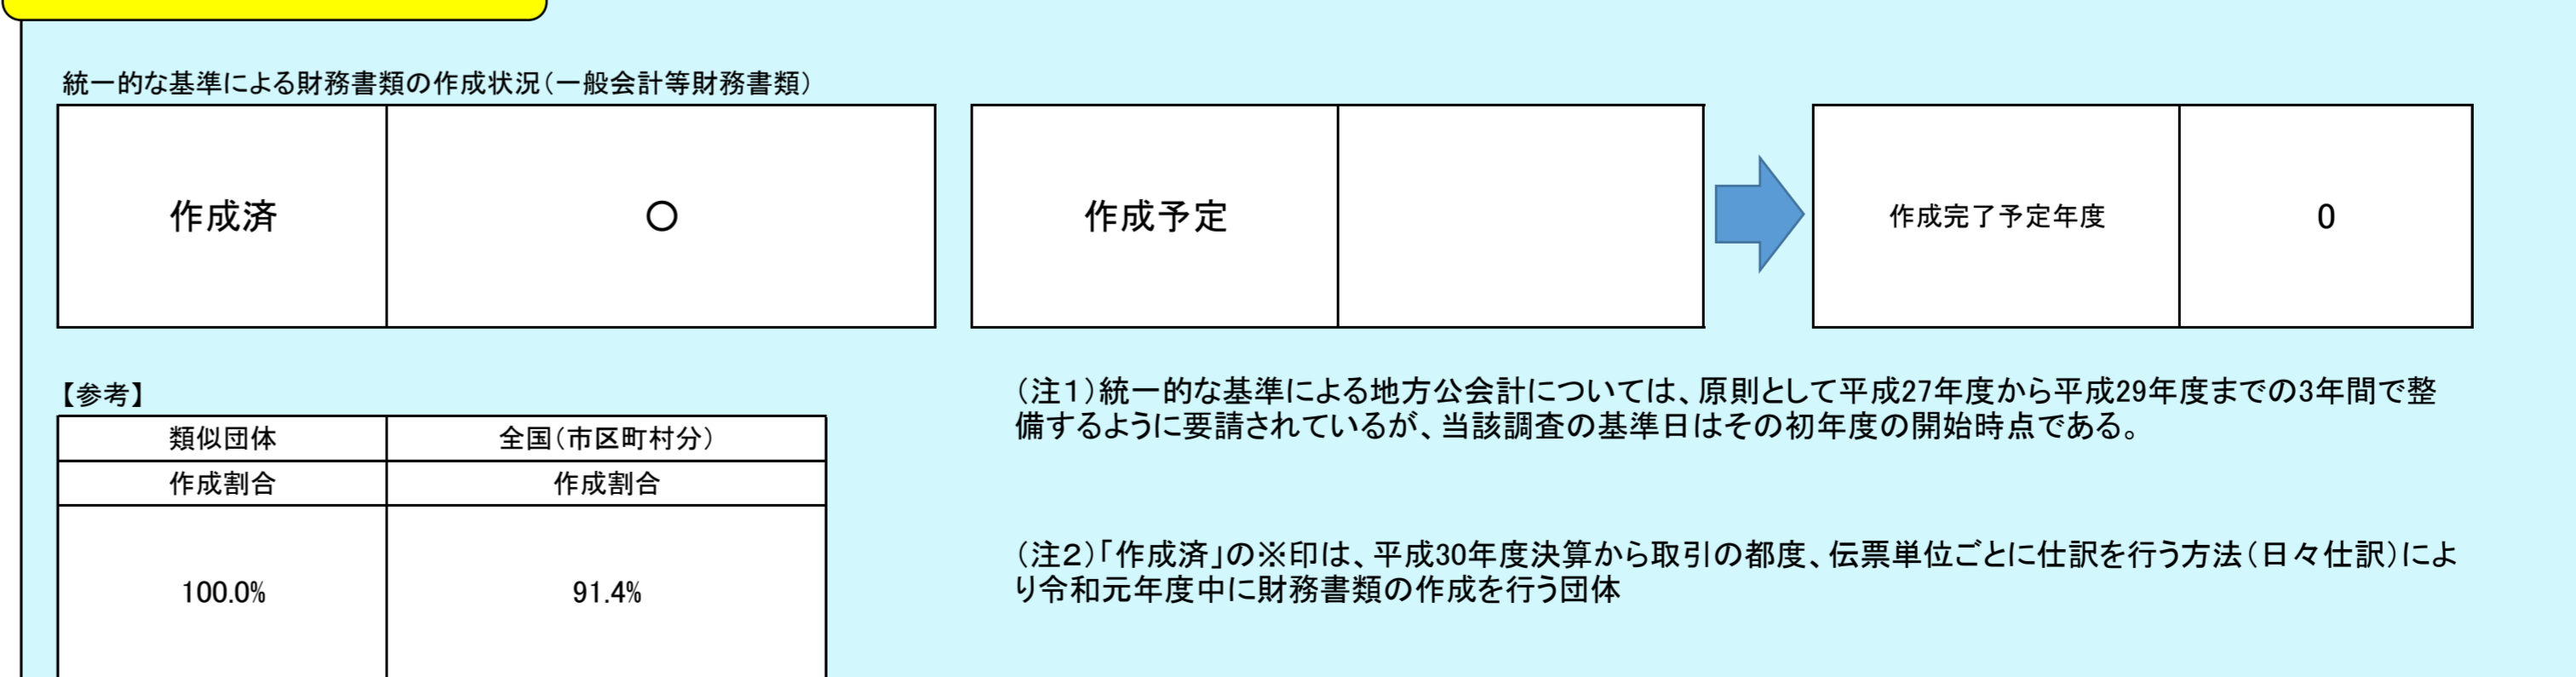 統一的な基準による財務書類の作成状況（一般会計等財務書類）
作成済
○
作成予定
作成完了予定年度
0
【参考】
類似団体
全国（市区町村分）
作成割合
作成割合
100.0%
91.4%
（注１）統一的な基準による地方公会計については、原則として平成27年度から平成29年度までの3年間で整
備するように要請されているが、当該調査の基準日はその初年度の開始時点である。
（注２）「作成済」の※印は、平成30年度決算から取引の都度、伝票単位ごとに仕訳を行う方法（日々仕訳）によ
り令和元年度中に財務書類の作成を行う団体